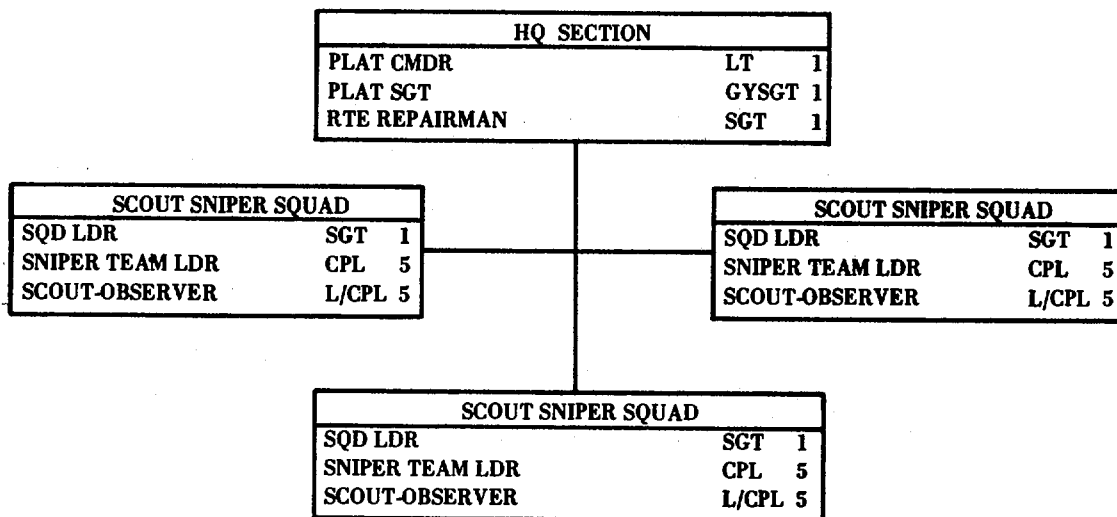 HQ SECTION
PLAT CMDR LT 1
PLAT SGT GYSGT 1
RTE REPAIRMAN SGT 1
SCOUT SNIPER SQUAD
SQD LDR SGT 1
SNIPER TEAM LDR CPL 5
SCOUT-OBSERVER L/CPL 5
SCOUT SNIPER SQUAD
SQD LDR SGT 1
SNIPER TEAM LDR CPL 5
SCOUT-OBSERVER L/CPL 5
SCOUT SNIPER SQUAD
SQD LDR SGT 1
SNIPER TEAM LDR CPL 5
SCOUT-OBSERVER L/CPL 5